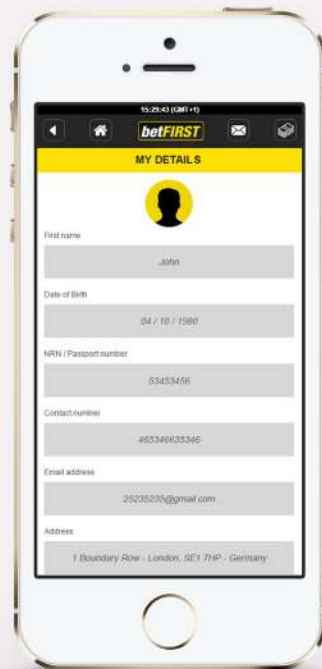 15:29:43 (GMT+1)
betFIRST
MY DETAILS
First name
John
Date of Birth
04 / 10 / 1980
NRN / Passport number
53453456
Contact number
465346635346
Email address
25235235@gmail.com
Address
1 Boundary Row - London, SE1 7HP - Germany